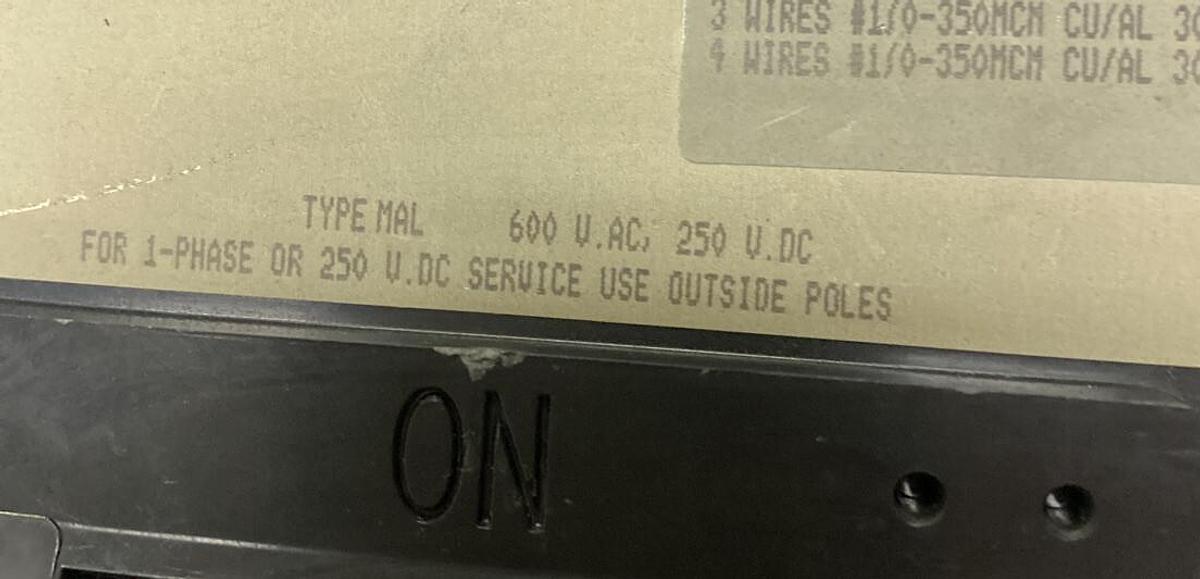 3 WIRES #1/0-350MCM CU/AL
4 WIRES #1/0-350MCM CU/AL
TYPE MAL 600 V.AC, 250 V.DC
FOR 1-PHASE OR 250 V.DC SERVICE USE OUTSIDE POLES
ON